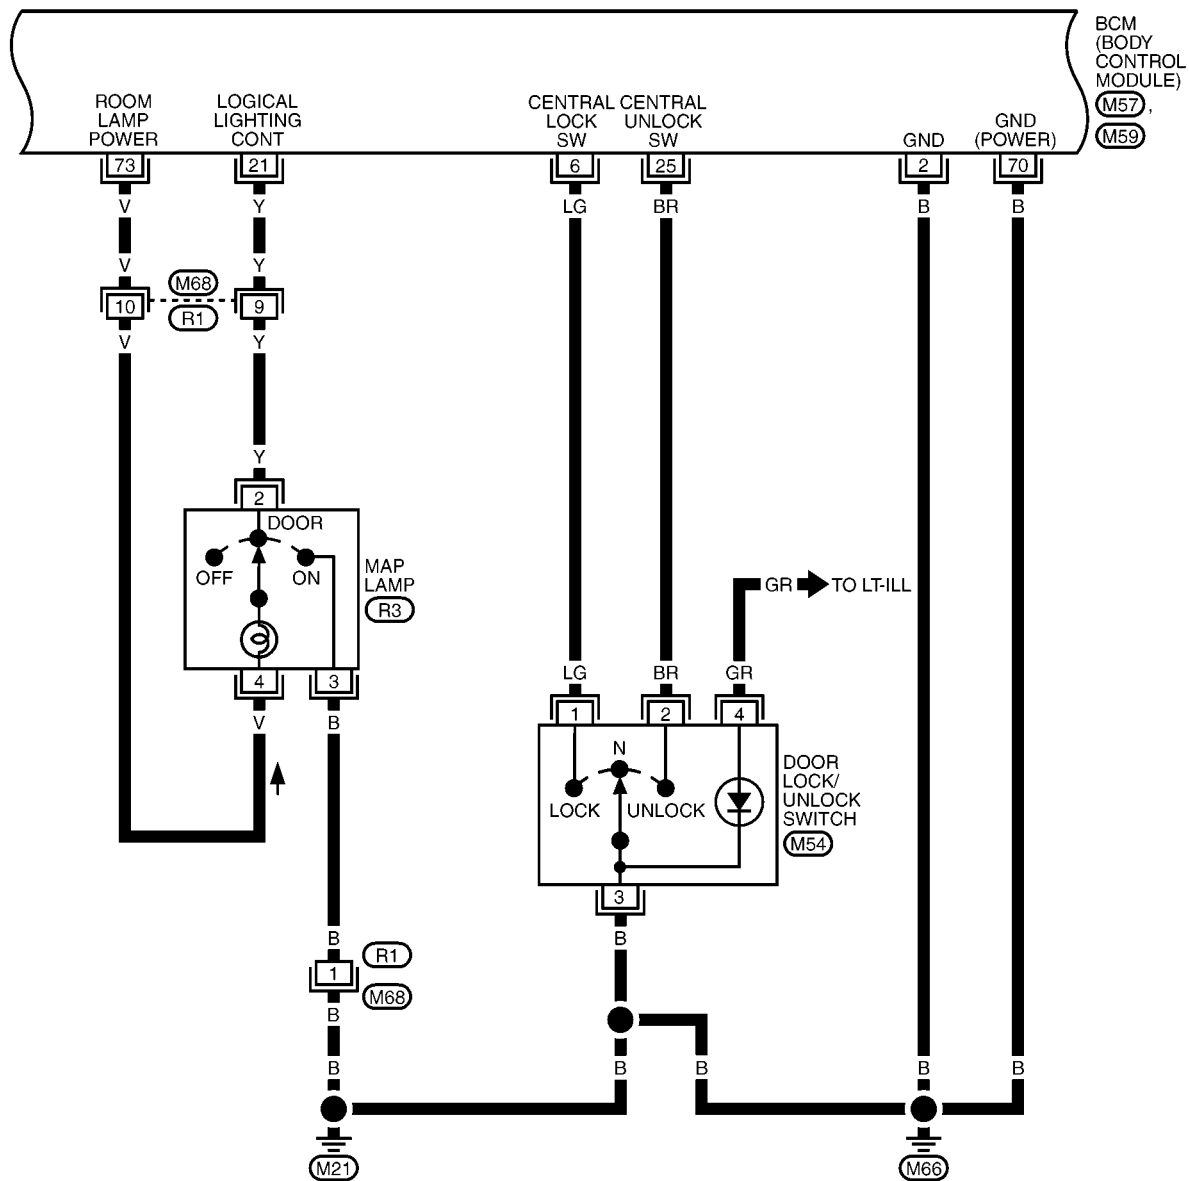 BCM
(BODY
CONTROL
MODULE)
M57,
M59
ROOM
LAMP
POWER
LOGICAL
LIGHTING
CONT
CENTRAL
LOCK
SW
CENTRAL
UNLOCK
SW
GND
GND
(POWER)
73
21
6
25
2
70
V
Y
LG
BR
B
B
V
Y
M68
10
9
R1
V
Y
Y
2
DOOR
OFF
ON
MAP
LAMP
R3
GR
TO LT-ILL
4
3
V
B
LG
BR
GR
1
2
4
N
LOCK
UNLOCK
DOOR
LOCK/
UNLOCK
SWITCH
M54
3
B
B
R1
1
M68
B
B
B
B
B
B
M21
M66